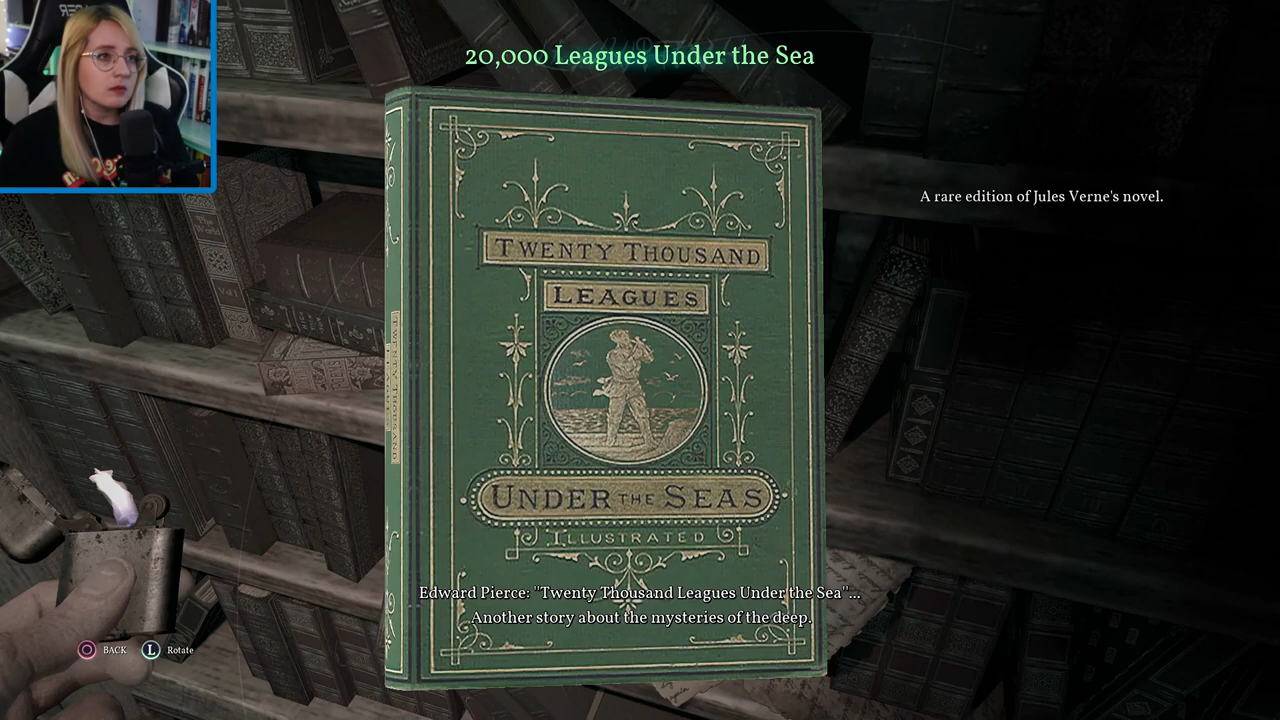 20,000 Leagues Under the Sea
A rare edition of Jules Verne's novel.
TWENTY THOUSAND
LEAGUES
UNDER THE SEAS
ILLUSTRATED
Edward Pierce: "Twenty Thousand Leagues Under the Sea"...
Another story about the mysteries of the deep.
BACK
Rotate